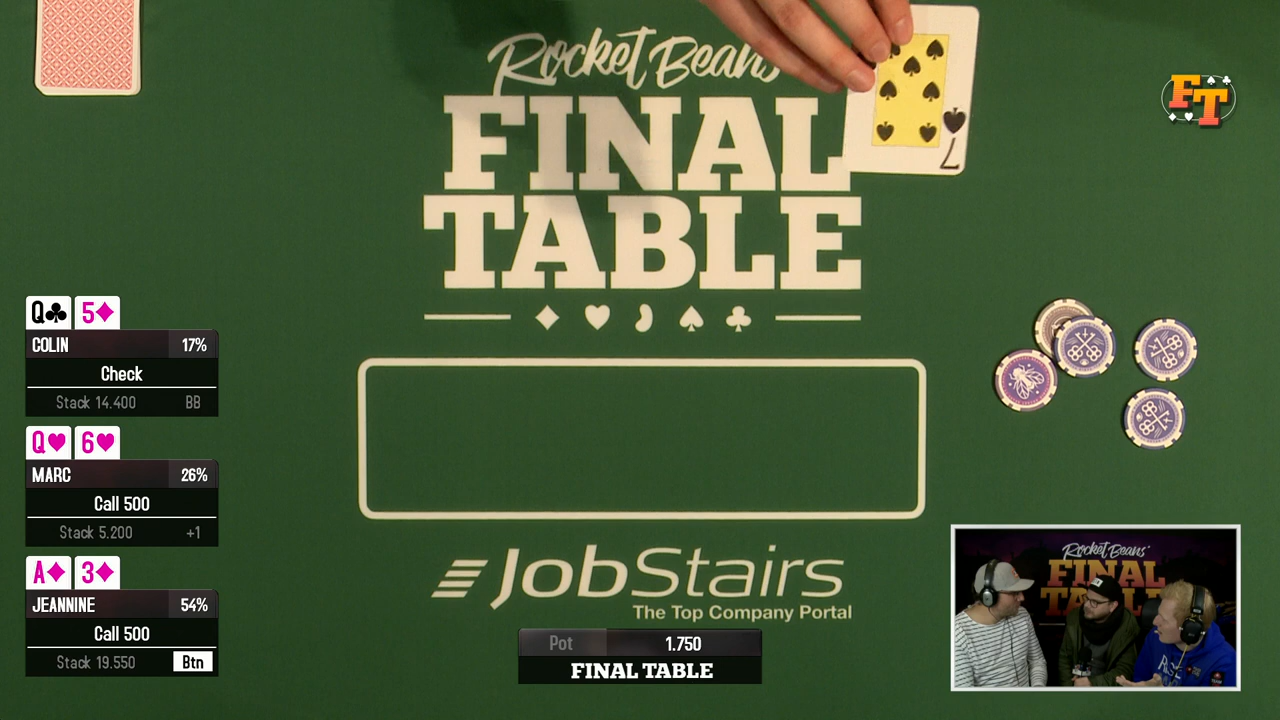 Rocket Beans
FINAL
TABLE
7
FT
Q♣ 5♦
COLIN 17%
Check
Stack 14.400 BB
Q♥ 6♥
MARC 26%
Call 500
Stack 5.200 +1
A♦ 3♦
JEANNINE 54%
Call 500
Stack 19.550 Btn
JobStairs
The Top Company Portal
Pot 1.750
FINAL TABLE
Rocket Beans'
FINAL